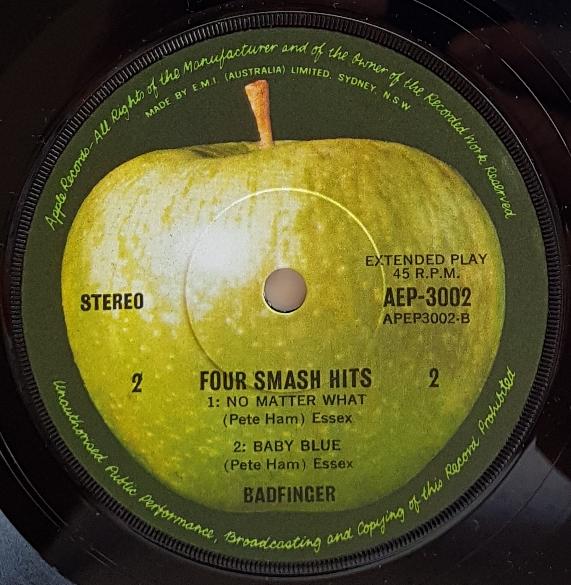 Apple Records-All Rights of the Manufacturer and of the Owner of the Recorded Work Reserved
MADE BY E.M.I. (AUSTRALIA) LIMITED. SYDNEY. N.S.W.
EXTENDED PLAY
45 R.P.M.
STEREO
AEP-3002
APEP3002-B
2
FOUR SMASH HITS
2
1: NO MATTER WHAT
(Pete Ham) Essex
2: BABY BLUE
(Pete Ham) Essex
BADFINGER
Unauthorised Public Performance, Broadcasting and Copying of this Record Prohibited